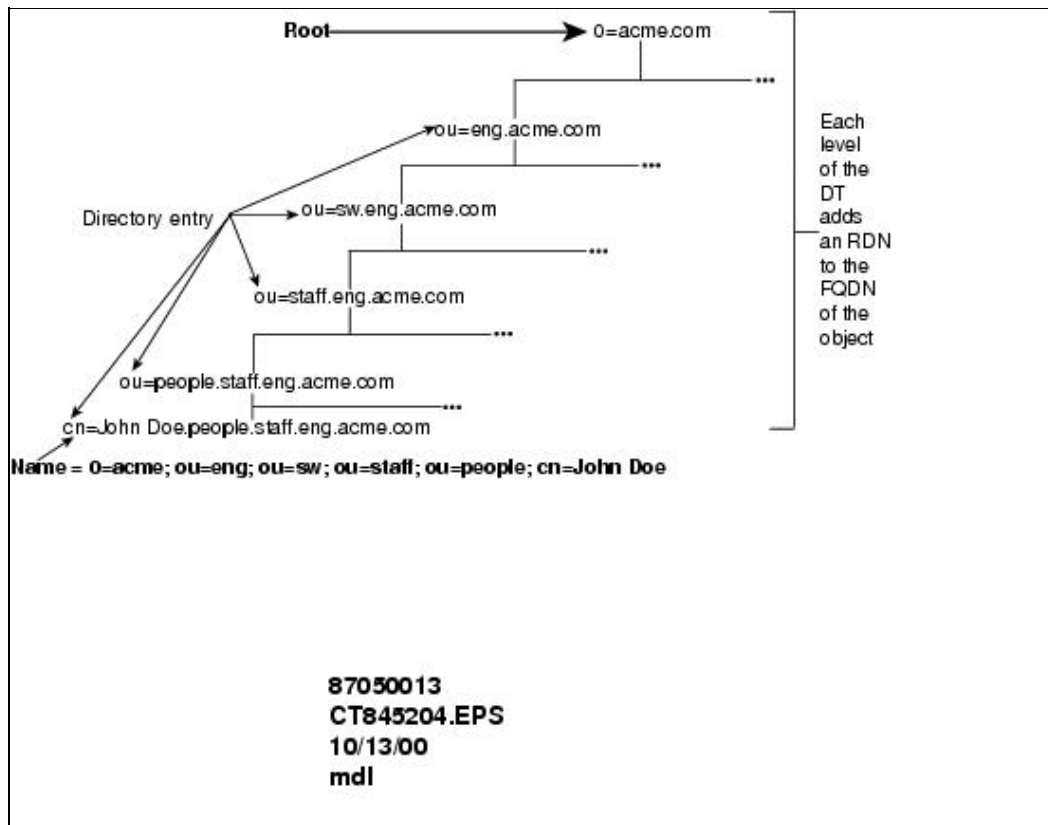 Root
0=acme.com
...
ou=eng.acme.com
...
Directory entry
ou=sw.eng.acme.com
...
ou=staff.eng.acme.com
...
ou=people.staff.eng.acme.com
...
cn=John Doe.people.staff.eng.acme.com
Name = 0=acme; ou=eng; ou=sw; ou=staff; ou=people; cn=John Doe
Each
level
of the
DT
adds
an RDN
to the
FQDN
of the
object
87050013
CT845204.EPS
10/13/00
mdl